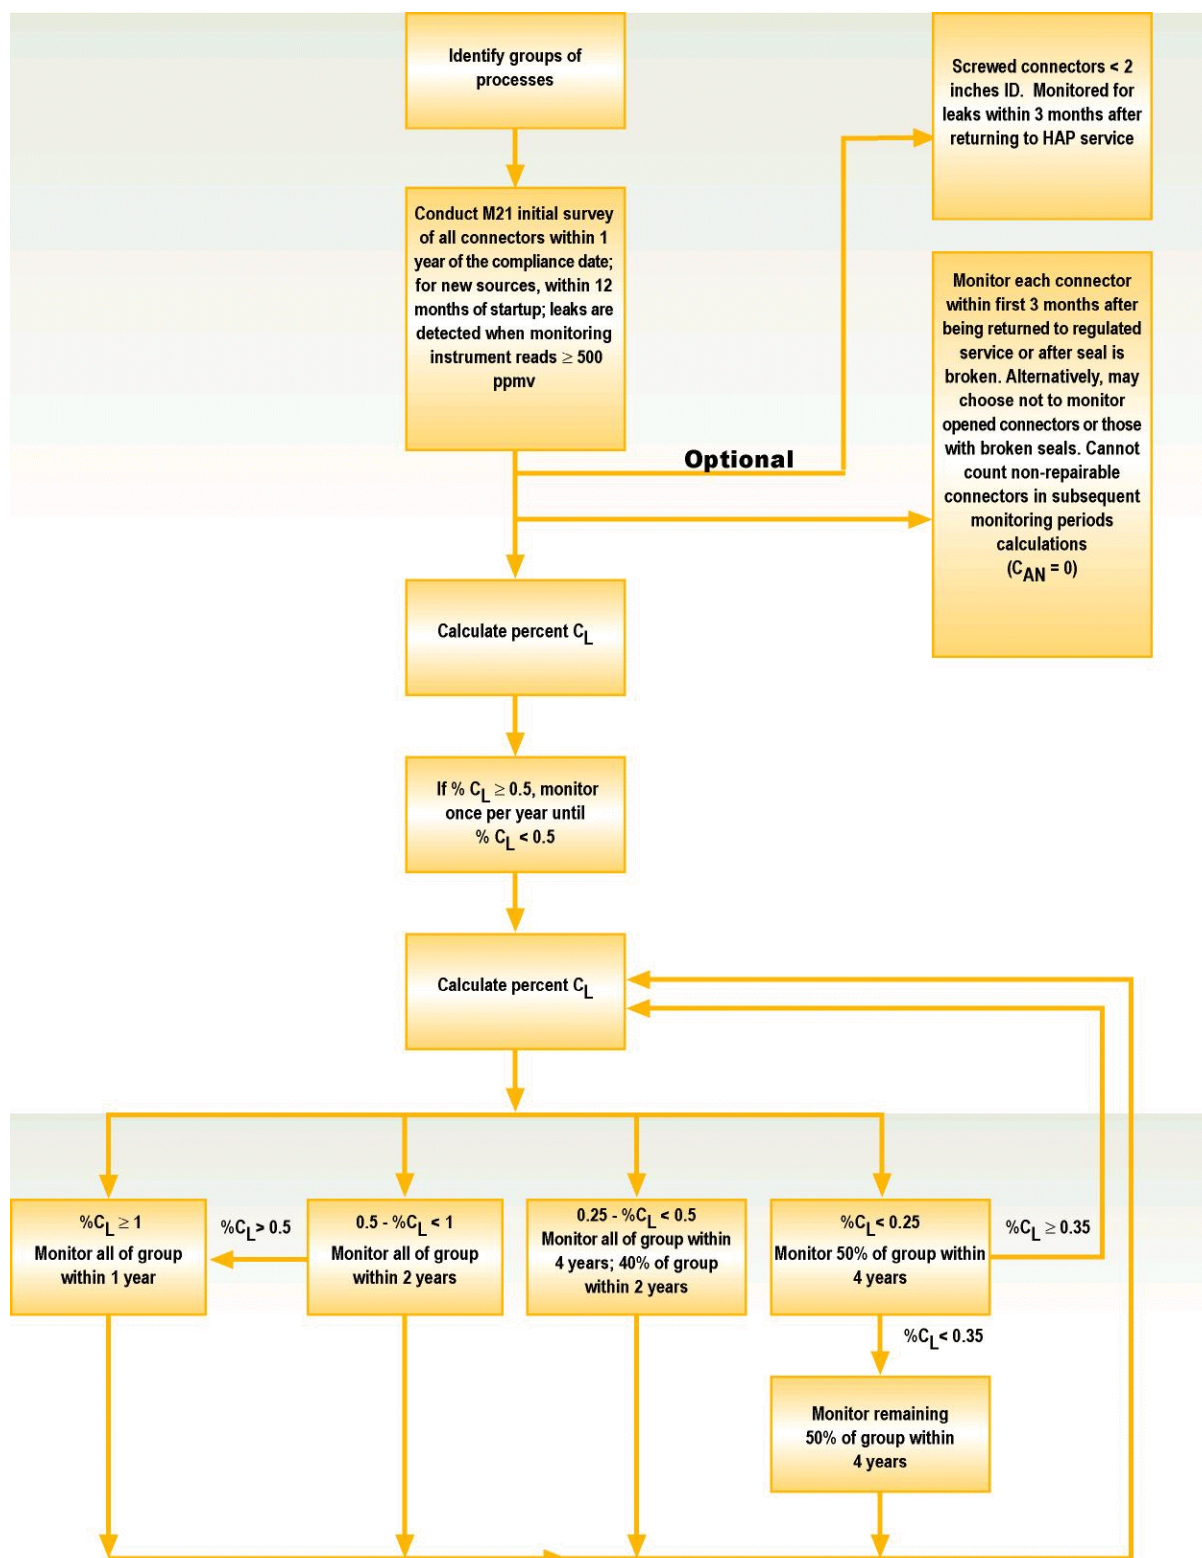 Identify groups of
processes
Screwed connectors < 2
inches ID.  Monitored for
leaks within 3 months after
returning to HAP service
Conduct M21 initial survey
of all connectors within 1
year of the compliance date;
for new sources, within 12
months of startup; leaks are
detected when monitoring
instrument reads ≥ 500
ppmv
Monitor each connector
within first 3 months after
being returned to regulated
service or after seal is
broken. Alternatively, may
choose not to monitor
opened connectors or those
with broken seals. Cannot
count non-repairable
connectors in subsequent
monitoring periods
calculations
(CAN = 0)
Optional
Calculate percent CL
If % CL ≥ 0.5, monitor
once per year until
% CL < 0.5
Calculate percent CL
%CL ≥ 1
Monitor all of group
within 1 year
%CL > 0.5
0.5 - %CL < 1
Monitor all of group
within 2 years
0.25 - %CL < 0.5
Monitor all of group within
4 years; 40% of group
within 2 years
%CL < 0.25
Monitor 50% of group within
4 years
%CL ≥ 0.35
%CL < 0.35
Monitor remaining
50% of group within
4 years